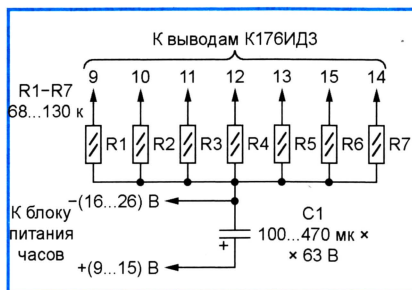 К выводам К176ИД3
9 10 11 12 13 15 14
R1–R7
68...130 к
R1 R2 R3 R4 R5 R6 R7
–(16...26) В
К блоку
питания
часов
C1
100...470 мк ×
× 63 В
+
+(9...15) В